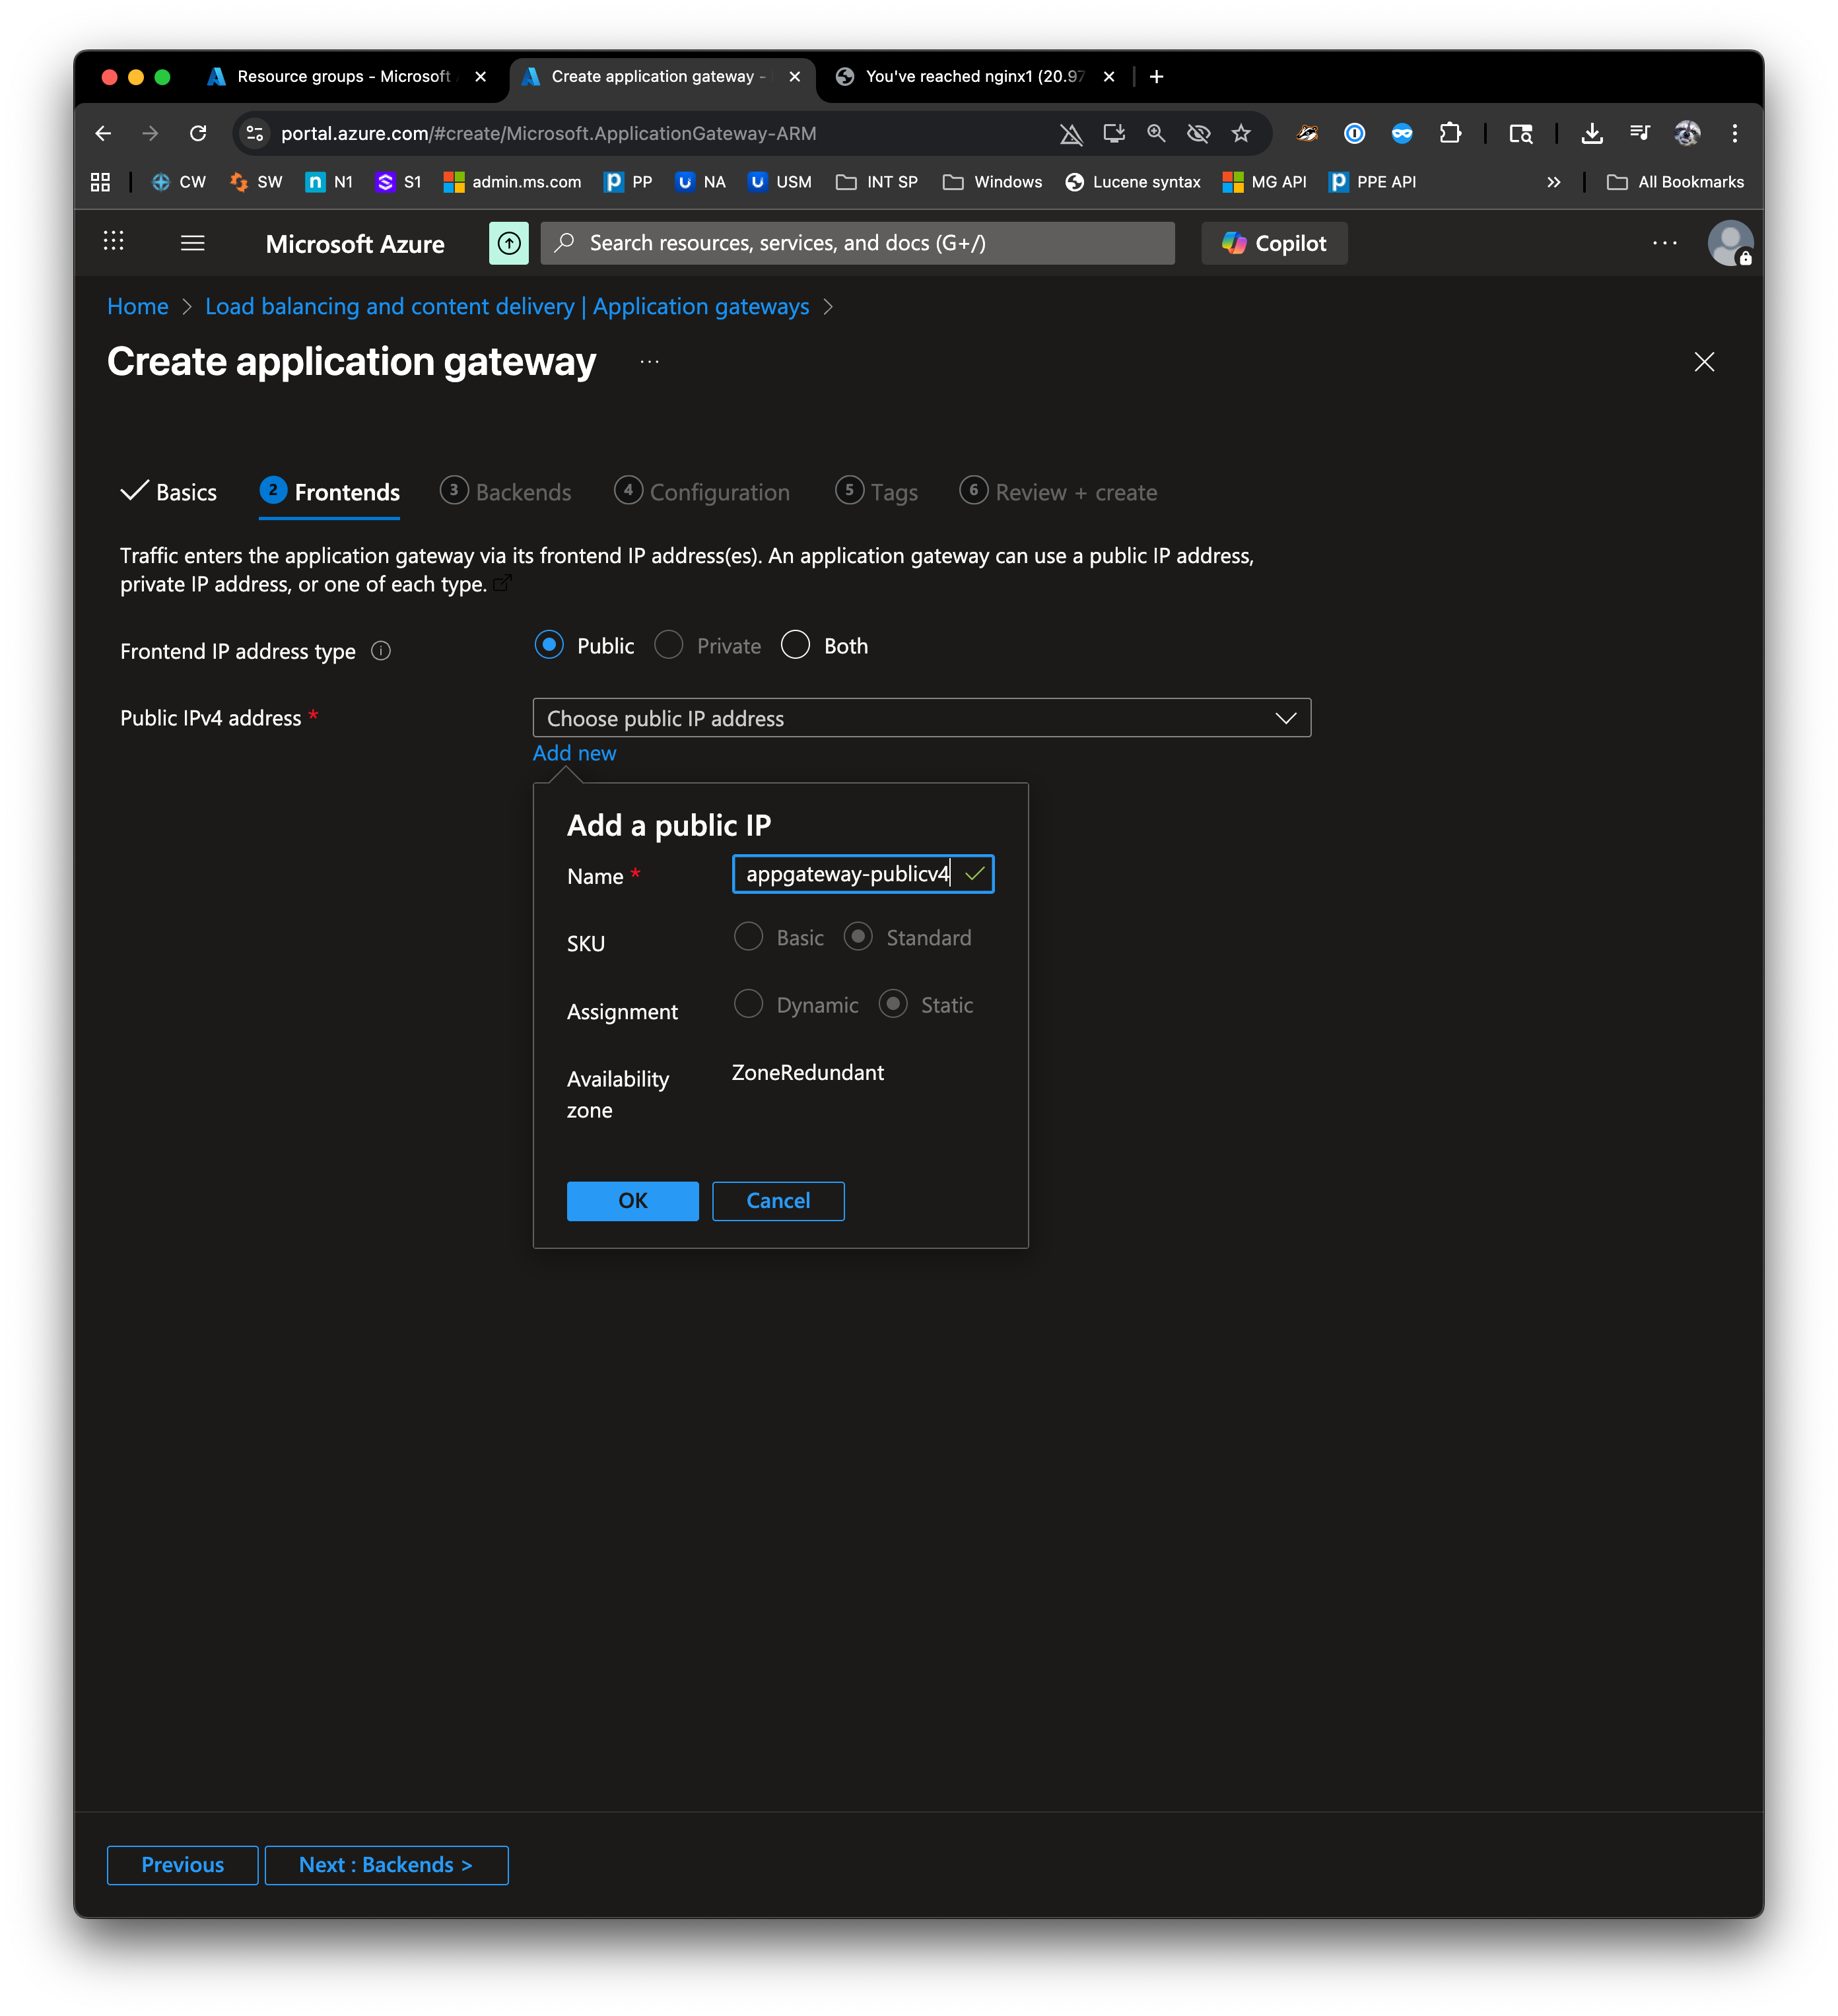 Resource groups - Microsoft
Create application gateway -
You've reached nginx1 (20.97
portal.azure.com/#create/Microsoft.ApplicationGateway-ARM
CW
SW
N1
S1
admin.ms.com
PP
NA
USM
INT SP
Windows
Lucene syntax
MG API
PPE API
All Bookmarks
Microsoft Azure
Search resources, services, and docs (G+/)
Copilot
Home > Load balancing and content delivery | Application gateways >
Create application gateway
Basics
2 Frontends
3 Backends
4 Configuration
5 Tags
6 Review + create
Traffic enters the application gateway via its frontend IP address(es). An application gateway can use a public IP address,
private IP address, or one of each type.
Frontend IP address type
Public
Private
Both
Public IPv4 address *
Choose public IP address
Add new
Add a public IP
Name *
appgateway-publicv4
SKU
Basic
Standard
Assignment
Dynamic
Static
Availability
zone
ZoneRedundant
OK
Cancel
Previous
Next : Backends >